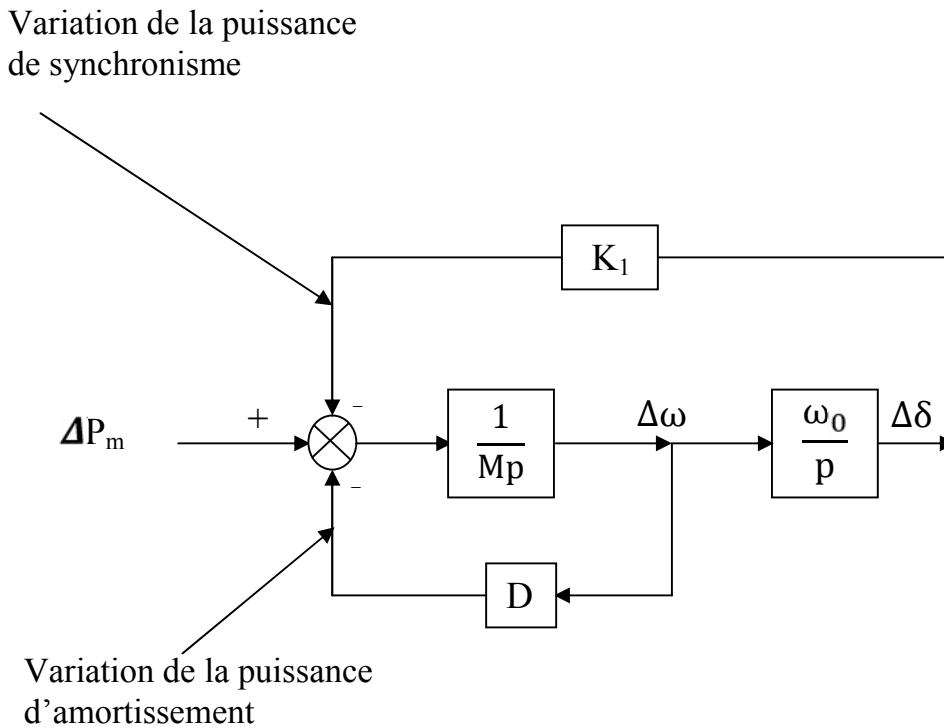 Variation de la puissance
de synchronisme
K₁
−
ΔPₘ
+
1
Mp
Δω
ω₀
p
Δδ
−
D
Variation de la puissance
d’amortissement